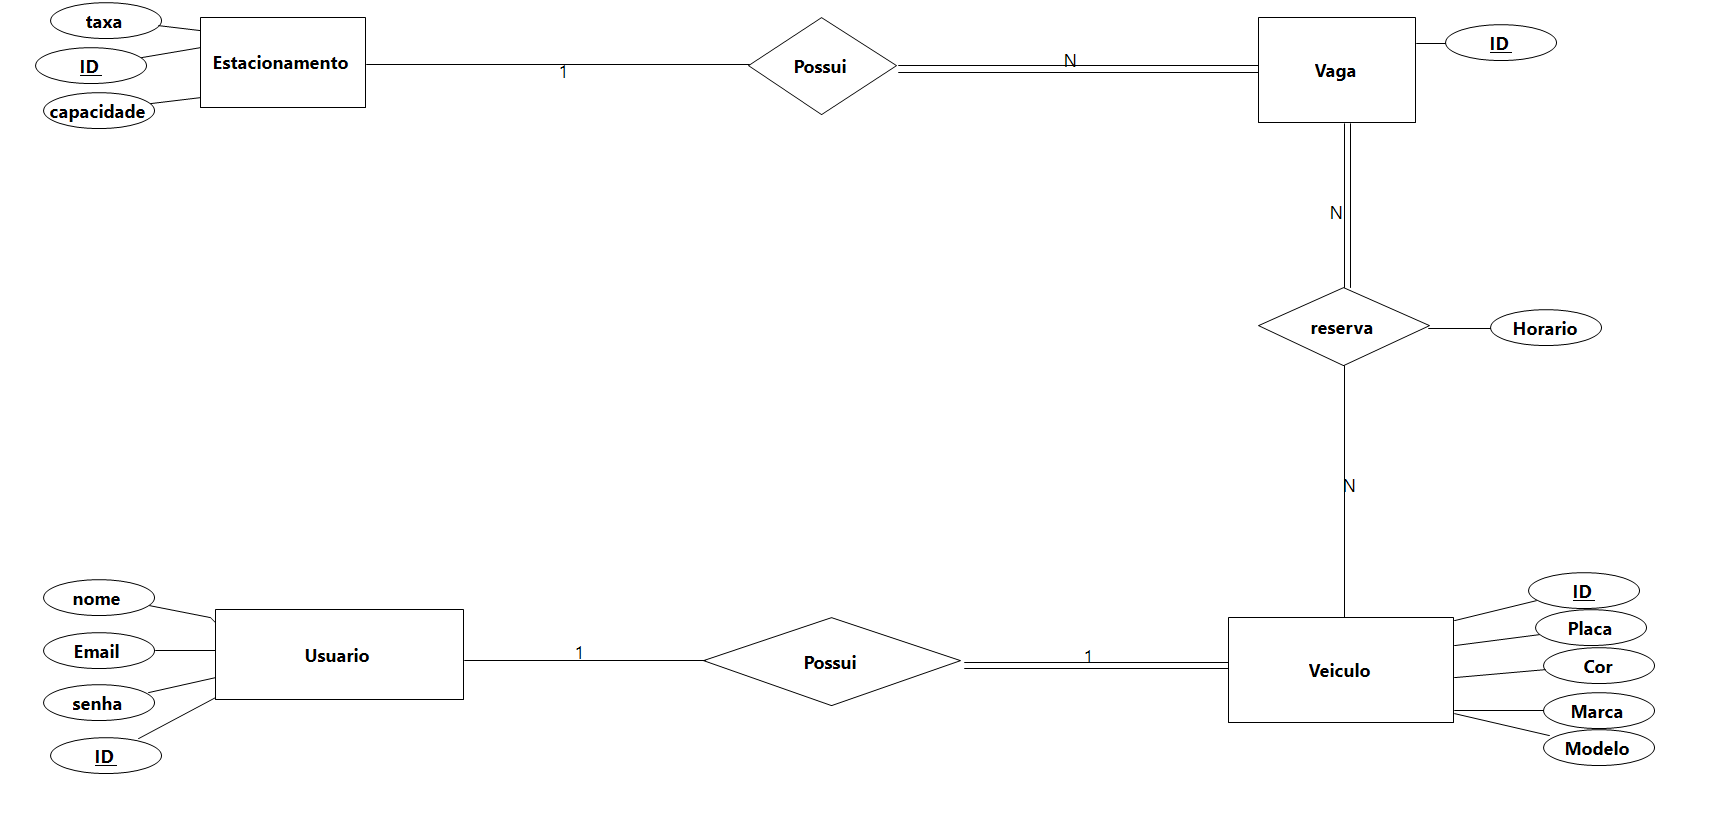 taxa
ID
capacidade
Estacionamento
1
Possui
N
Vaga
ID
N
reserva
Horario
N
nome
Email
senha
ID
Usuario
1
Possui
1
Veiculo
ID
Placa
Cor
Marca
Modelo